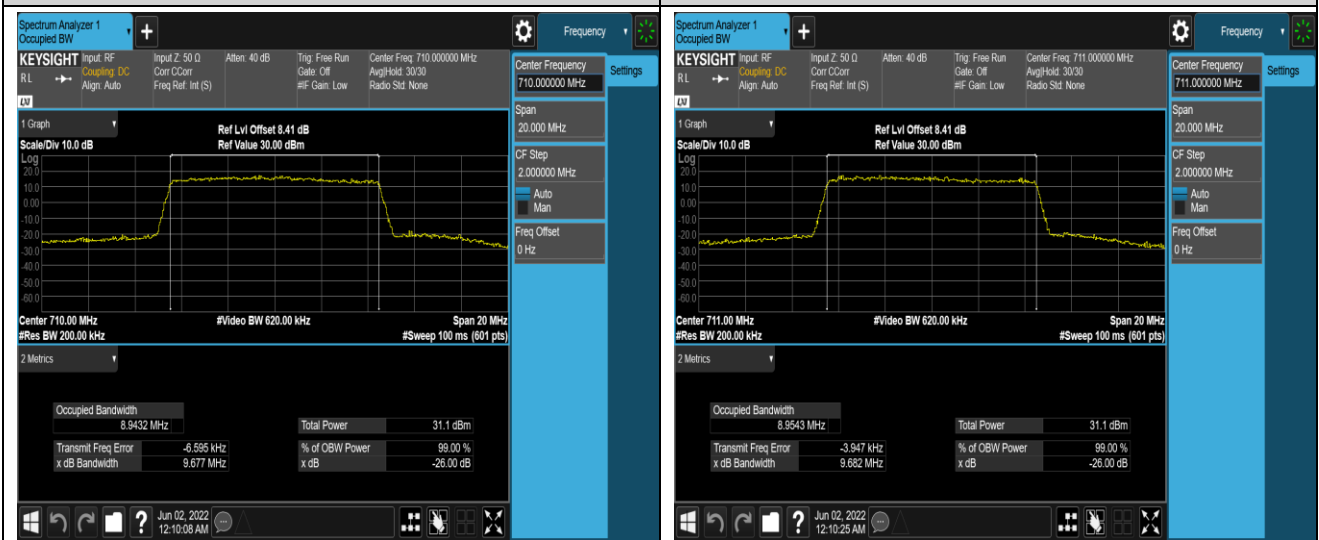 Spectrum Analyzer 1
Occupied BW
+
Frequency
KEYSIGHT
R L
LXI
Input: RF
Coupling: DC
Align: Auto
Input Z: 50 Ω
Corr CCorr
Freq Ref: Int (S)
Atten: 40 dB
Trig: Free Run
Gate: Off
#IF Gain: Low
Center Freq: 710.000000 MHz
Avg|Hold: 30/30
Radio Std: None
Center Frequency
710.000000 MHz
Settings
Span
20.000 MHz
CF Step
2.000000 MHz
Auto
Man
Freq Offset
0 Hz
1 Graph
Ref Lvl Offset 8.41 dB
Scale/Div 10.0 dB
Ref Value 30.00 dBm
Log
20.0
10.0
0.00
-10.0
-20.0
-30.0
-40.0
-50.0
-60.0
Center 710.00 MHz
#Video BW 620.00 kHz
Span 20 MHz
#Res BW 200.00 kHz
#Sweep 100 ms (601 pts)
2 Metrics
Occupied Bandwidth
8.9432 MHz
Total Power 31.1 dBm
Transmit Freq Error -6.595 kHz
% of OBW Power 99.00 %
x dB Bandwidth 9.677 MHz
x dB -26.00 dB
?
Jun 02, 2022
12:10:08 AM
Spectrum Analyzer 1
Occupied BW
+
Frequency
KEYSIGHT
R L
LXI
Input: RF
Coupling: DC
Align: Auto
Input Z: 50 Ω
Corr CCorr
Freq Ref: Int (S)
Atten: 40 dB
Trig: Free Run
Gate: Off
#IF Gain: Low
Center Freq: 711.000000 MHz
Avg|Hold: 30/30
Radio Std: None
Center Frequency
711.000000 MHz
Settings
Span
20.000 MHz
CF Step
2.000000 MHz
Auto
Man
Freq Offset
0 Hz
1 Graph
Ref Lvl Offset 8.41 dB
Scale/Div 10.0 dB
Ref Value 30.00 dBm
Log
20.0
10.0
0.00
-10.0
-20.0
-30.0
-40.0
-50.0
-60.0
Center 711.00 MHz
#Video BW 620.00 kHz
Span 20 MHz
#Res BW 200.00 kHz
#Sweep 100 ms (601 pts)
2 Metrics
Occupied Bandwidth
8.9543 MHz
Total Power 31.1 dBm
Transmit Freq Error -3.947 kHz
% of OBW Power 99.00 %
x dB Bandwidth 9.682 MHz
x dB -26.00 dB
?
Jun 02, 2022
12:10:25 AM